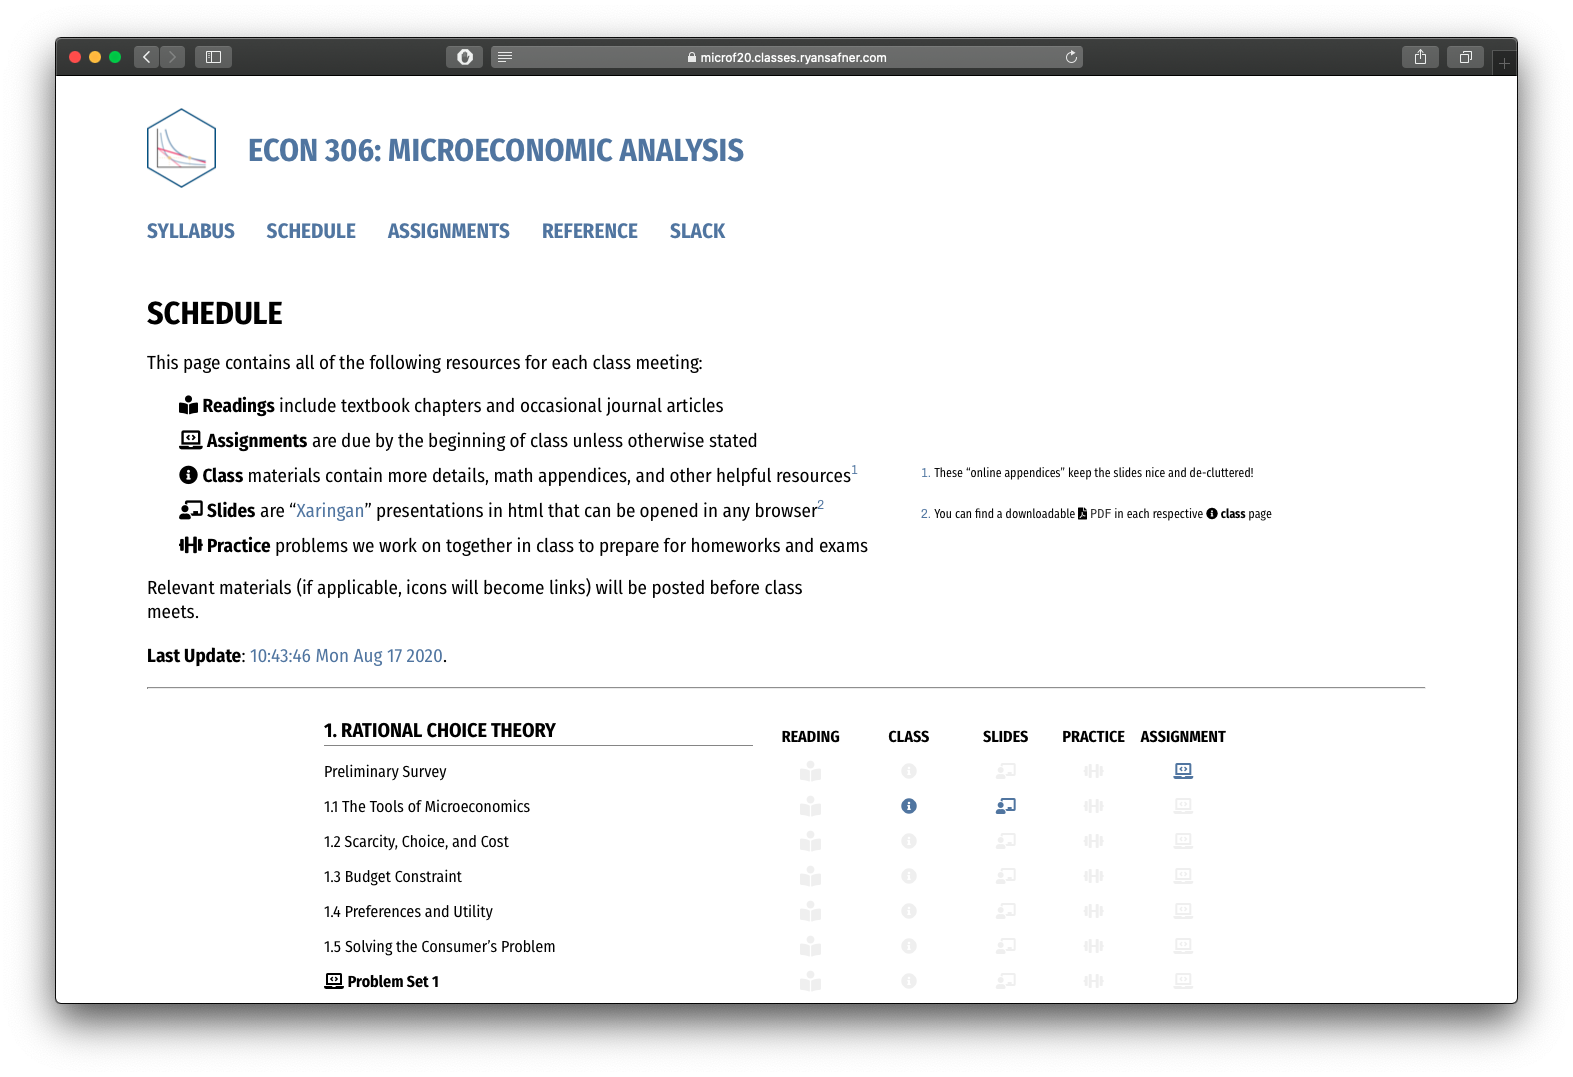 microf20.classes.ryansafner.com
ECON 306: MICROECONOMIC ANALYSIS
SYLLABUS SCHEDULE ASSIGNMENTS REFERENCE SLACK
SCHEDULE
This page contains all of the following resources for each class meeting:
Readings include textbook chapters and occasional journal articles
Assignments are due by the beginning of class unless otherwise stated
Class materials contain more details, math appendices, and other helpful resources1
1. These “online appendices” keep the slides nice and de-cluttered!
Slides are “Xaringan” presentations in html that can be opened in any browser2
2. You can find a downloadable PDF in each respective class page
Practice problems we work on together in class to prepare for homeworks and exams
Relevant materials (if applicable, icons will become links) will be posted before class
meets.
Last Update: 10:43:46 Mon Aug 17 2020.
1. RATIONAL CHOICE THEORY READING CLASS SLIDES PRACTICE ASSIGNMENT
Preliminary Survey
1.1 The Tools of Microeconomics
1.2 Scarcity, Choice, and Cost
1.3 Budget Constraint
1.4 Preferences and Utility
1.5 Solving the Consumer’s Problem
Problem Set 1